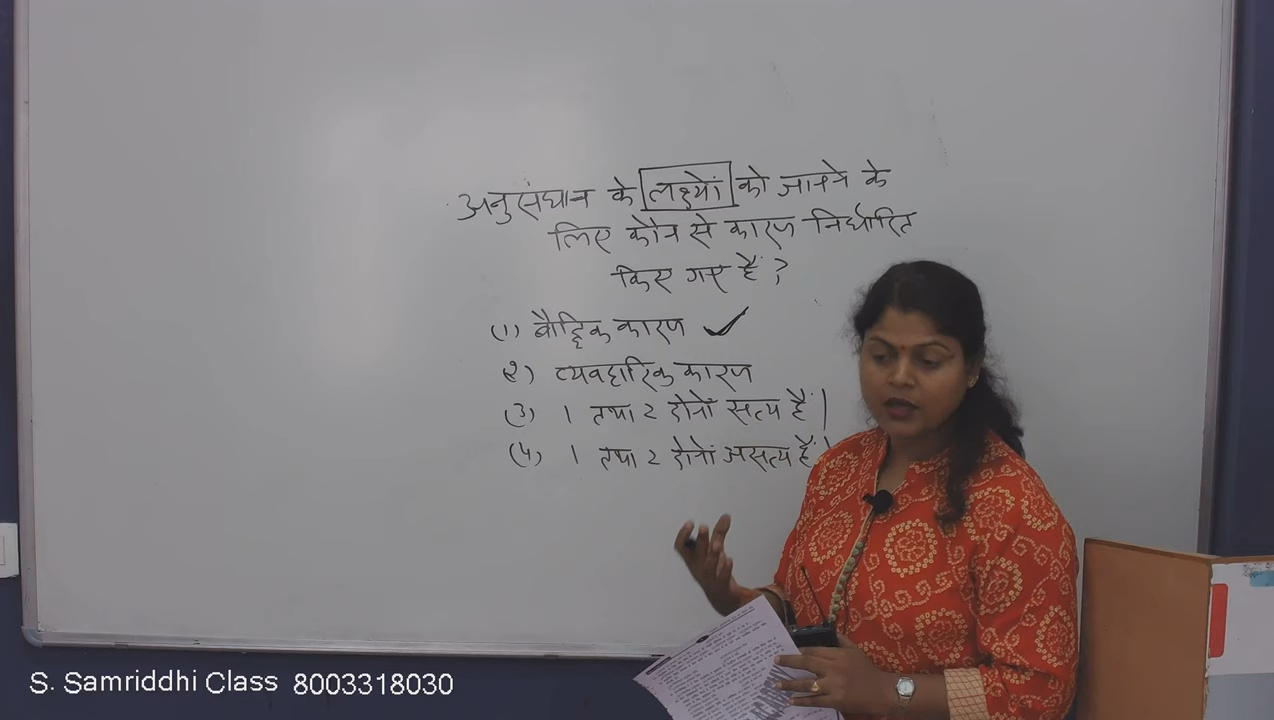 अनुसंधान के लक्ष्यों को जानने के
लिए कौन से कारण निर्धारित
किए गए हैं?
(1) बौद्धिक कारण ✓
(२) व्यवहारिक कारण
(3) 1 तथा 2 दोनों सत्य हैं।
(4) 1 तथा 2 दोनों असत्य हैं।
S. Samriddhi Class 8003318030